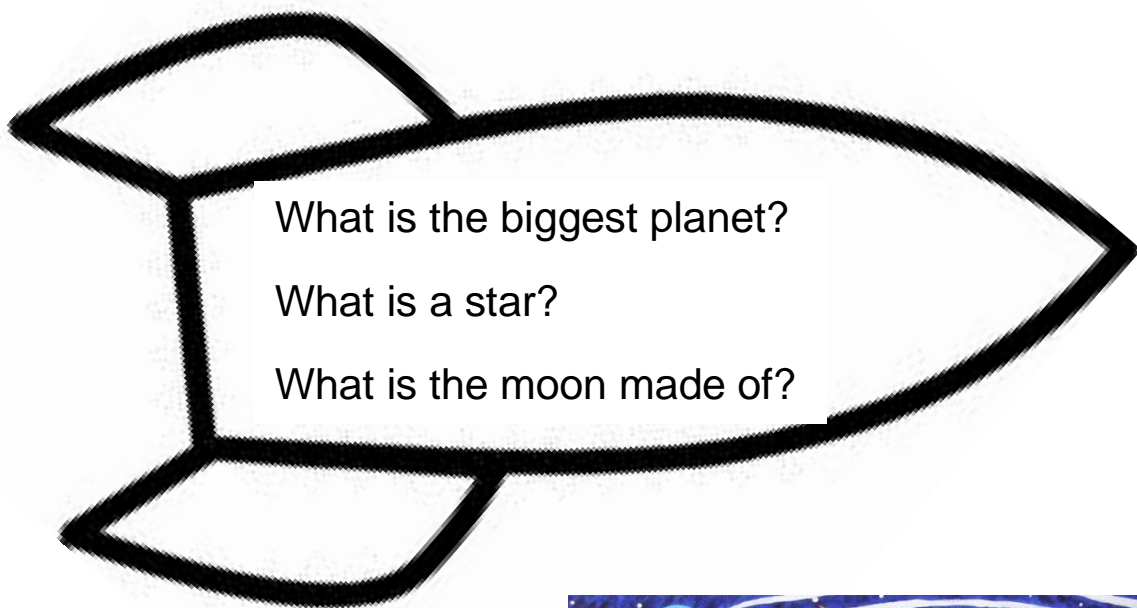 What is the biggest planet?
What is a star?
What is the moon made of?